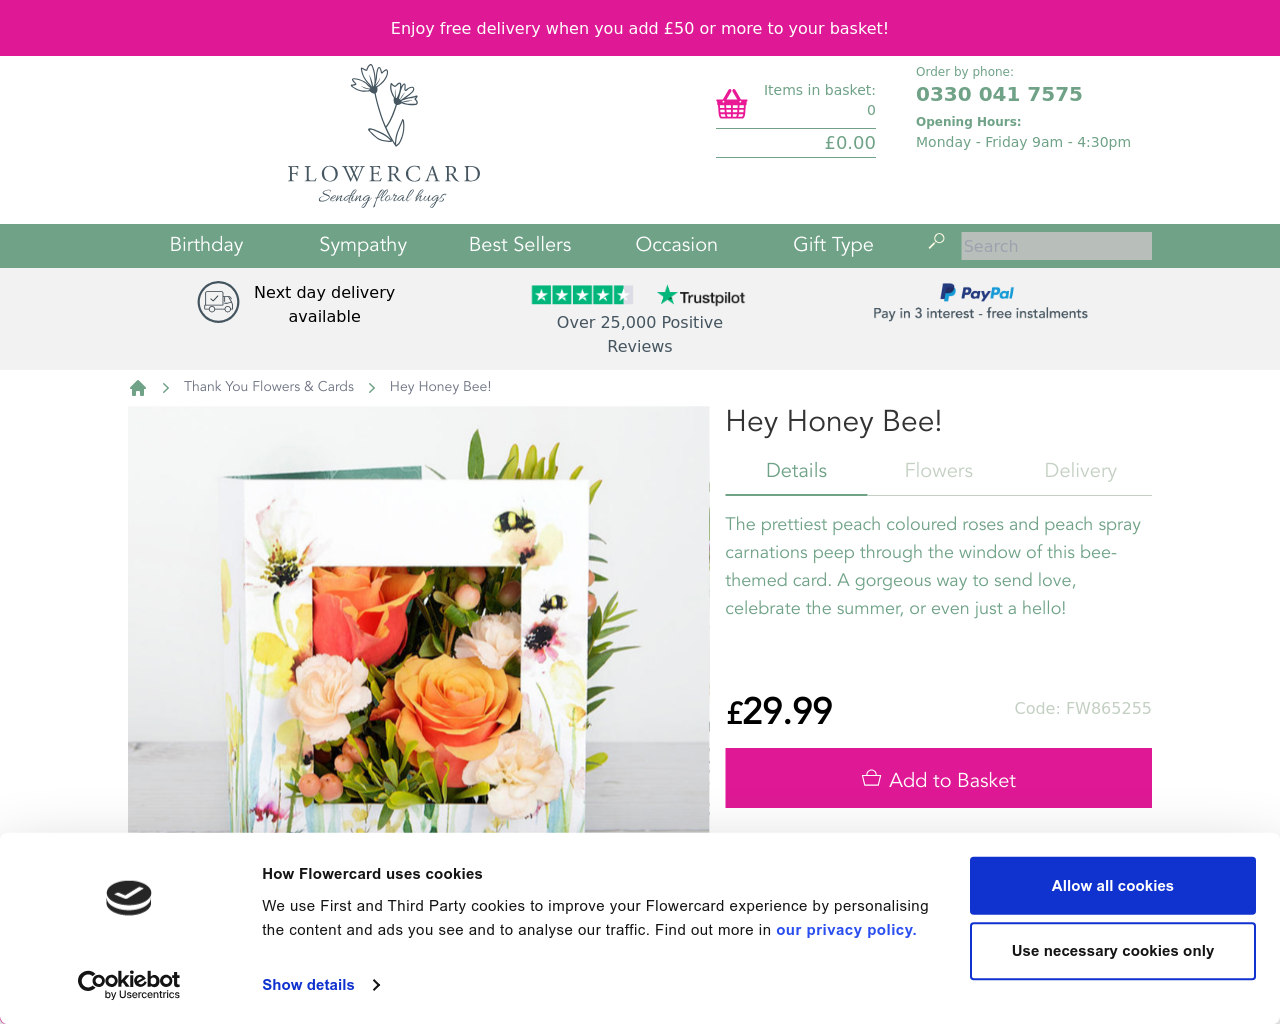 Enjoy free delivery when you add £50 or more to your basket!
FLOWERCARD
Sending floral hugs
Items in basket:
0
£0.00
Order by phone:
0330 041 7575
Opening Hours:
Monday - Friday 9am - 4:30pm
Birthday
Sympathy
Best Sellers
Occasion
Gift Type
Search
Next day delivery
available
Trustpilot
Over 25,000 Positive
Reviews
PayPal
Pay in 3 interest - free instalments
Thank You Flowers & Cards
Hey Honey Bee!
Hey Honey Bee!
Details
Flowers
Delivery
The prettiest peach coloured roses and peach spray
carnations peep through the window of this bee-
themed card. A gorgeous way to send love,
celebrate the summer, or even just a hello!
£29.99
Code: FW865255
Add to Basket
How Flowercard uses cookies
We use First and Third Party cookies to improve your Flowercard experience by personalising
the content and ads you see and to analyse our traffic. Find out more in our privacy policy.
Show details
Allow all cookies
Use necessary cookies only
Cookiebot
by Usercentrics